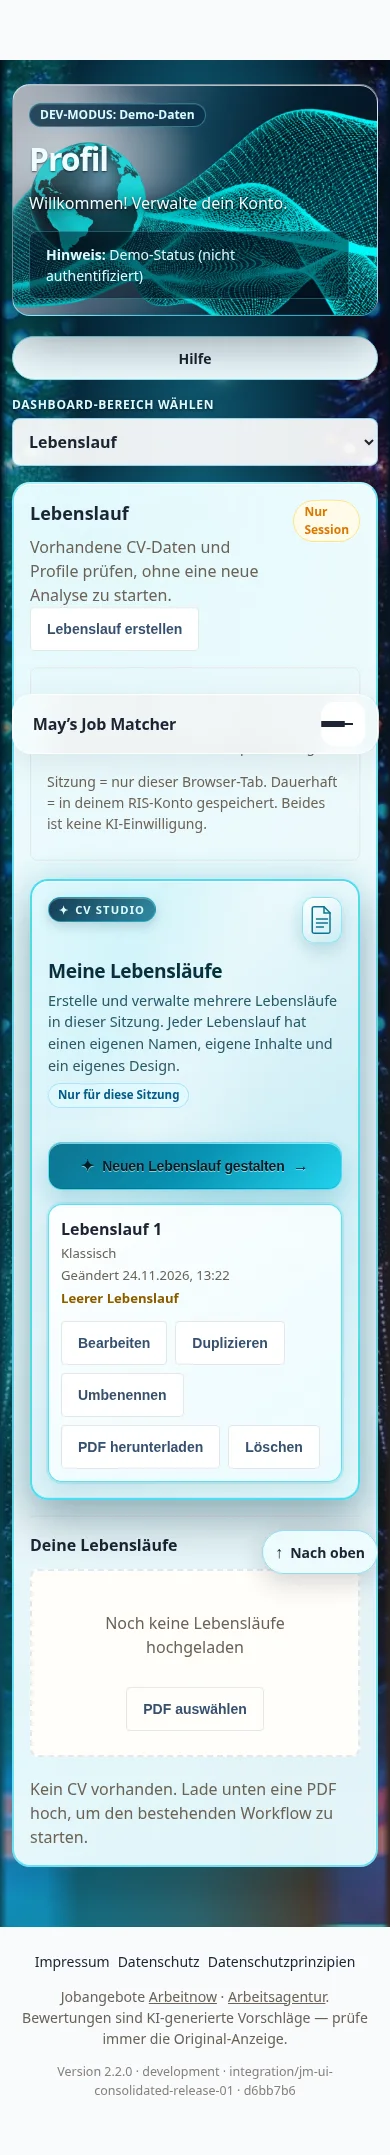 DEV-MODUS: Demo-Daten
Profil
Willkommen! Verwalte dein Konto.
Hinweis: Demo-Status (nicht
authentifiziert)
Hilfe
DASHBOARD-BEREICH WÄHLEN
Lebenslauf
Lebenslauf
Nur
Session
Vorhandene CV-Daten und
Profile prüfen, ohne eine neue
Analyse zu starten.
Lebenslauf erstellen
May’s Job Matcher
Sitzung = nur dieser Browser-Tab. Dauerhaft
= in deinem RIS-Konto gespeichert. Beides
ist keine KI-Einwilligung.
✦ CV STUDIO
Meine Lebensläufe
Erstelle und verwalte mehrere Lebensläufe
in dieser Sitzung. Jeder Lebenslauf hat
einen eigenen Namen, eigene Inhalte und
ein eigenes Design.
Nur für diese Sitzung
✦ Neuen Lebenslauf gestalten →
Lebenslauf 1
Klassisch
Geändert 24.11.2026, 13:22
Leerer Lebenslauf
Bearbeiten
Duplizieren
Umbenennen
PDF herunterladen
Löschen
Deine Lebensläufe
↑ Nach oben
Noch keine Lebensläufe
hochgeladen
PDF auswählen
Kein CV vorhanden. Lade unten eine PDF
hoch, um den bestehenden Workflow zu
starten.
Impressum Datenschutz Datenschutzprinzipien
Jobangebote Arbeitnow · Arbeitsagentur.
Bewertungen sind KI-generierte Vorschläge — prüfe
immer die Original-Anzeige.
Version 2.2.0 · development · integration/jm-ui-
consolidated-release-01 · d6bb7b6